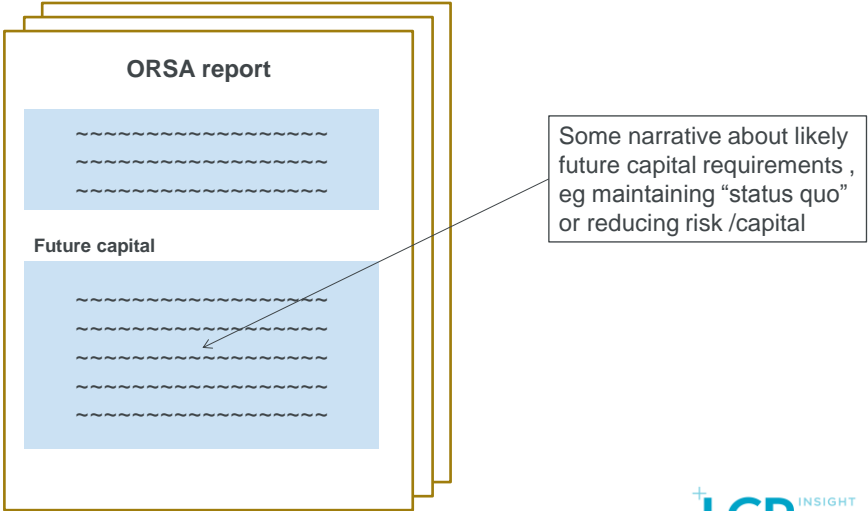 ORSA report
~~~~~~~~~~~~~~~~~~
~~~~~~~~~~~~~~~~~~
~~~~~~~~~~~~~~~~~~
Future capital
~~~~~~~~~~~~~~~~~~
~~~~~~~~~~~~~~~~~~
~~~~~~~~~~~~~~~~~~
~~~~~~~~~~~~~~~~~~
~~~~~~~~~~~~~~~~~~
Some narrative about likely
future capital requirements ,
eg maintaining “status quo”
or reducing risk /capital
+LCP INSIGHT